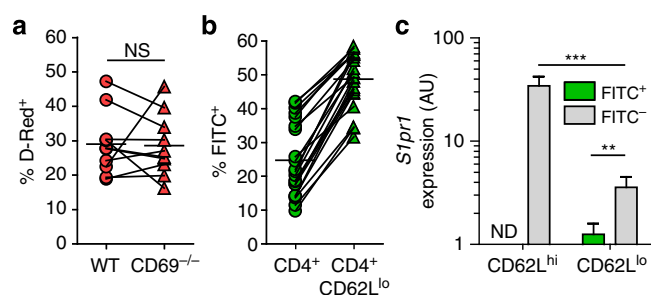 a
% D-Red⁺
60
50
40
30
20
10
0
NS
WT CD69⁻/⁻
b
% FITC⁺
60
50
40
30
20
10
0
CD4⁺ CD4⁺
CD62Lˡᵒ
c
S1pr1
expression (AU)
100
10
1
***
FITC⁺
FITC⁻
**
ND
CD62Lʰⁱ CD62Lˡᵒ